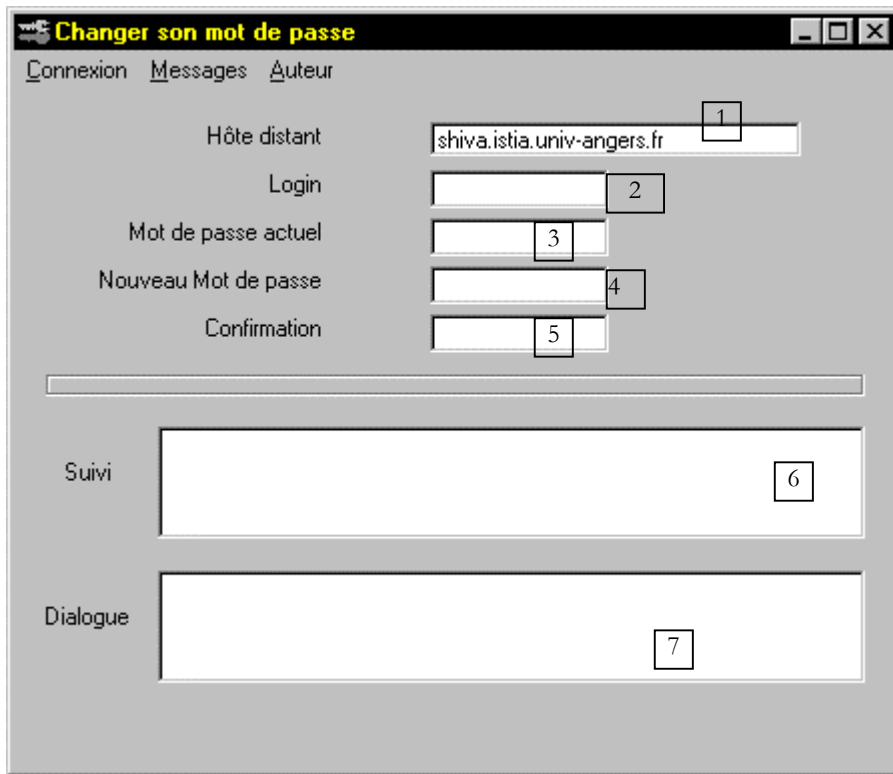 Changer son mot de passe
Connexion Messages Auteur
1
Hôte distant shiva.istia.univ-angers.fr
Login 2
Mot de passe actuel 3
Nouveau Mot de passe 4
Confirmation 5
Suivi 6
Dialogue 7